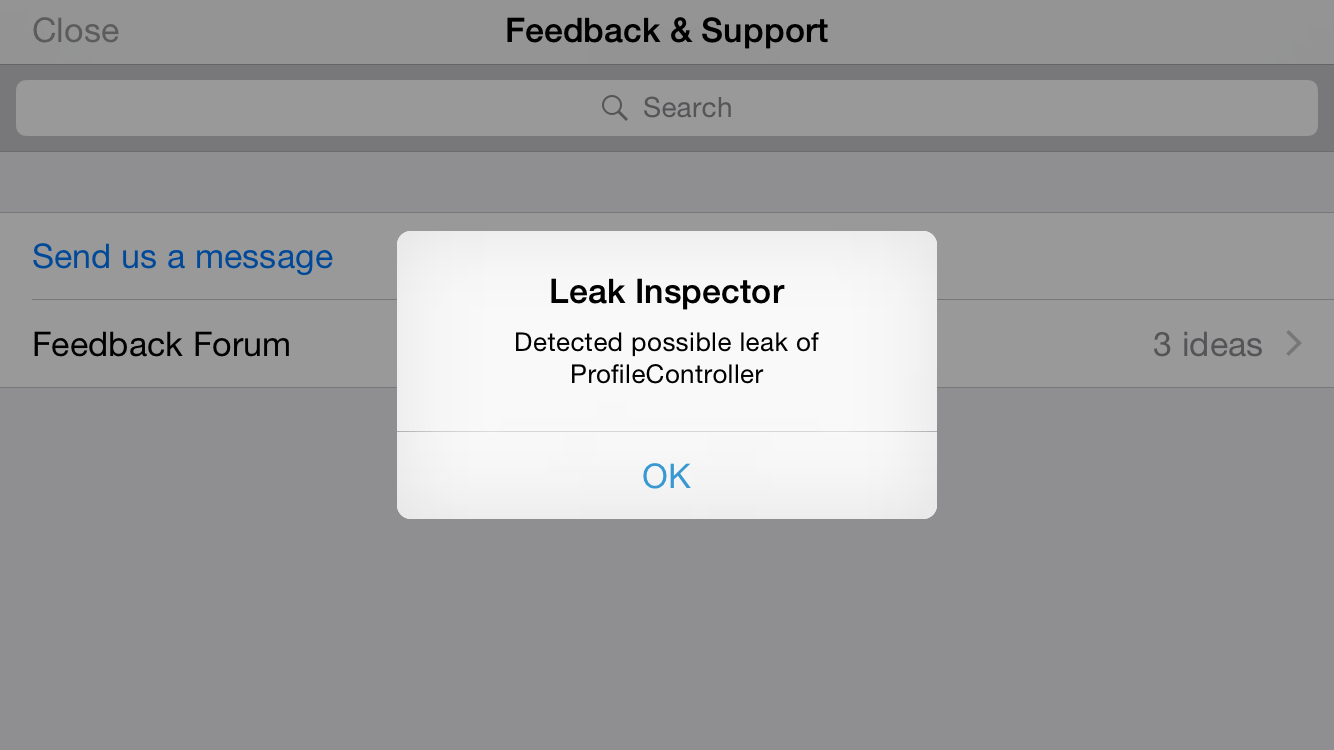 Close
Feedback & Support
Search
Send us a message
Leak Inspector
Detected possible leak of
ProfileController
Feedback Forum
3 ideas
OK